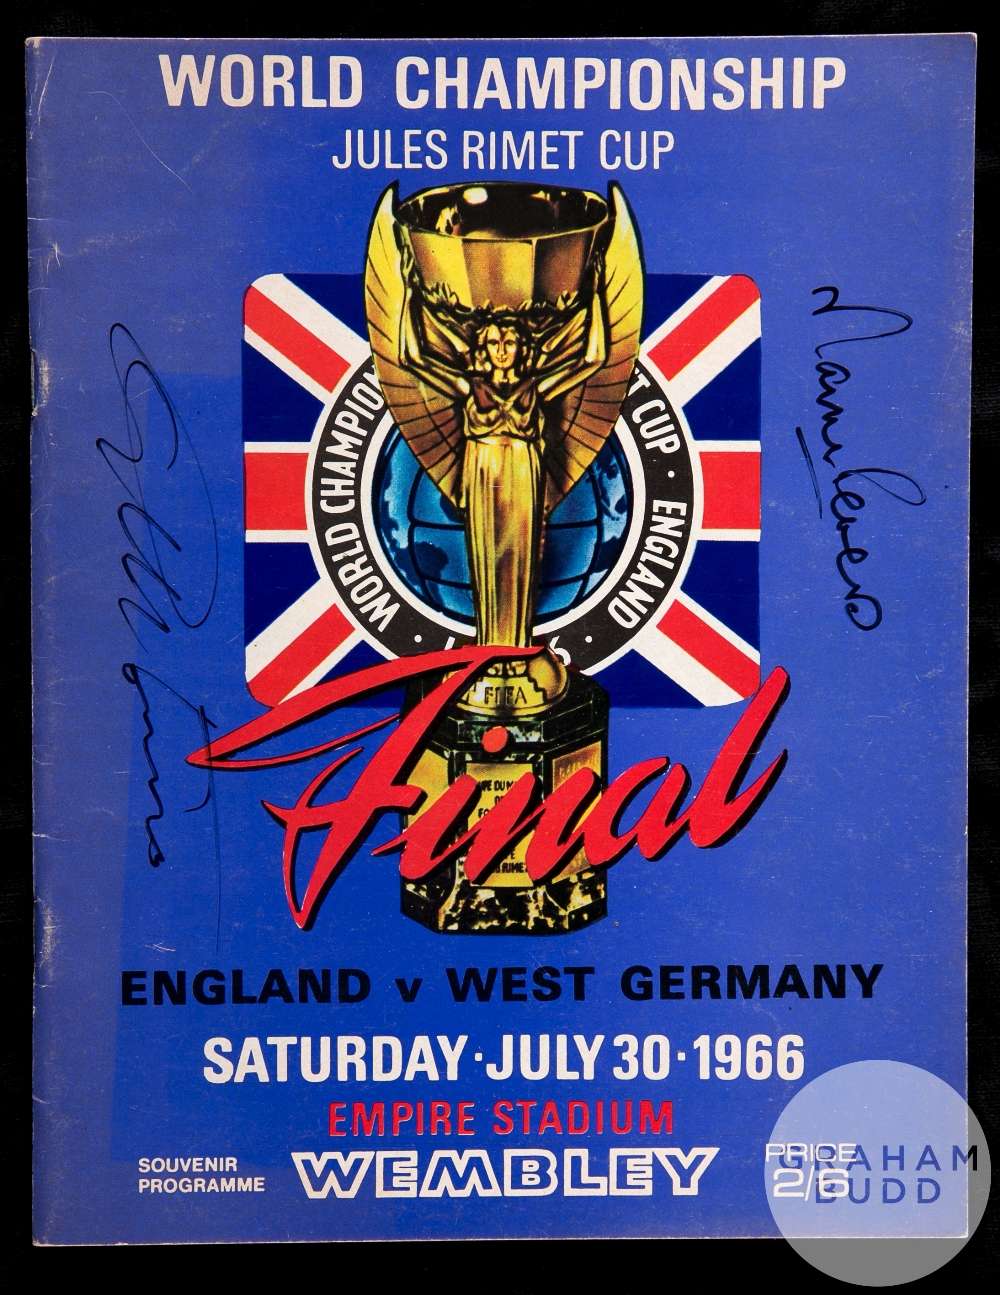 WORLD CHAMPIONSHIP
JULES RIMET CUP
WORLD CHAMPION
T CUP · ENGLAND ·
FIFA
Final
ENGLAND v WEST GERMANY
SATURDAY·JULY 30·1966
EMPIRE STADIUM
SOUVENIR
PROGRAMME
WEMBLEY
PRICE
2/6
GRAHAM
BUDD